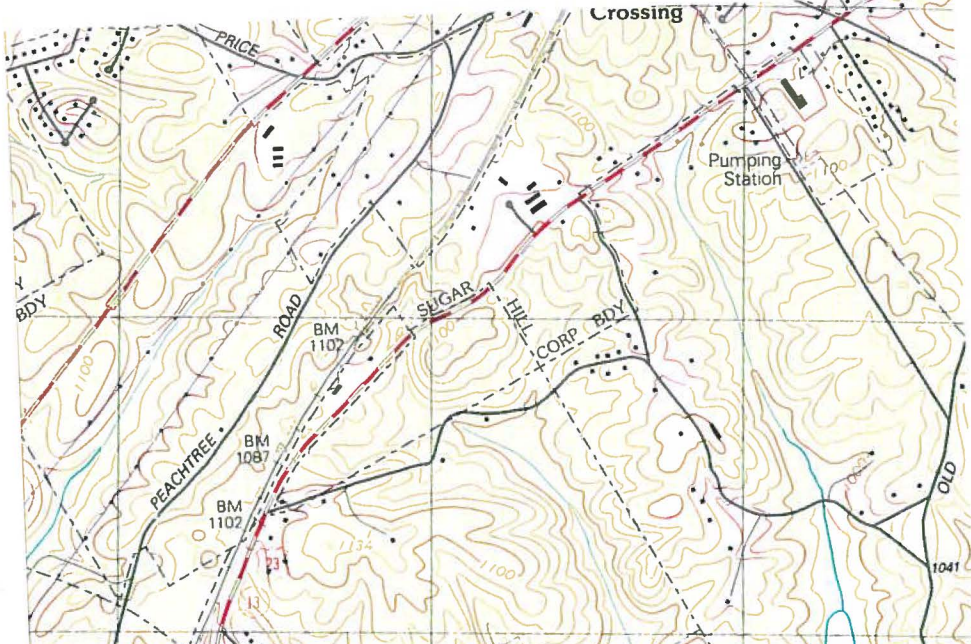 Crossing
PRICE
1100
Pumping
Station
Y
BDY
ROAD
SUGAR
HILL
BM
1102
CORP BDY
1100
PEACHTREE
BM
1087
OLD
BM
1102
1134
1100
23
13
1041